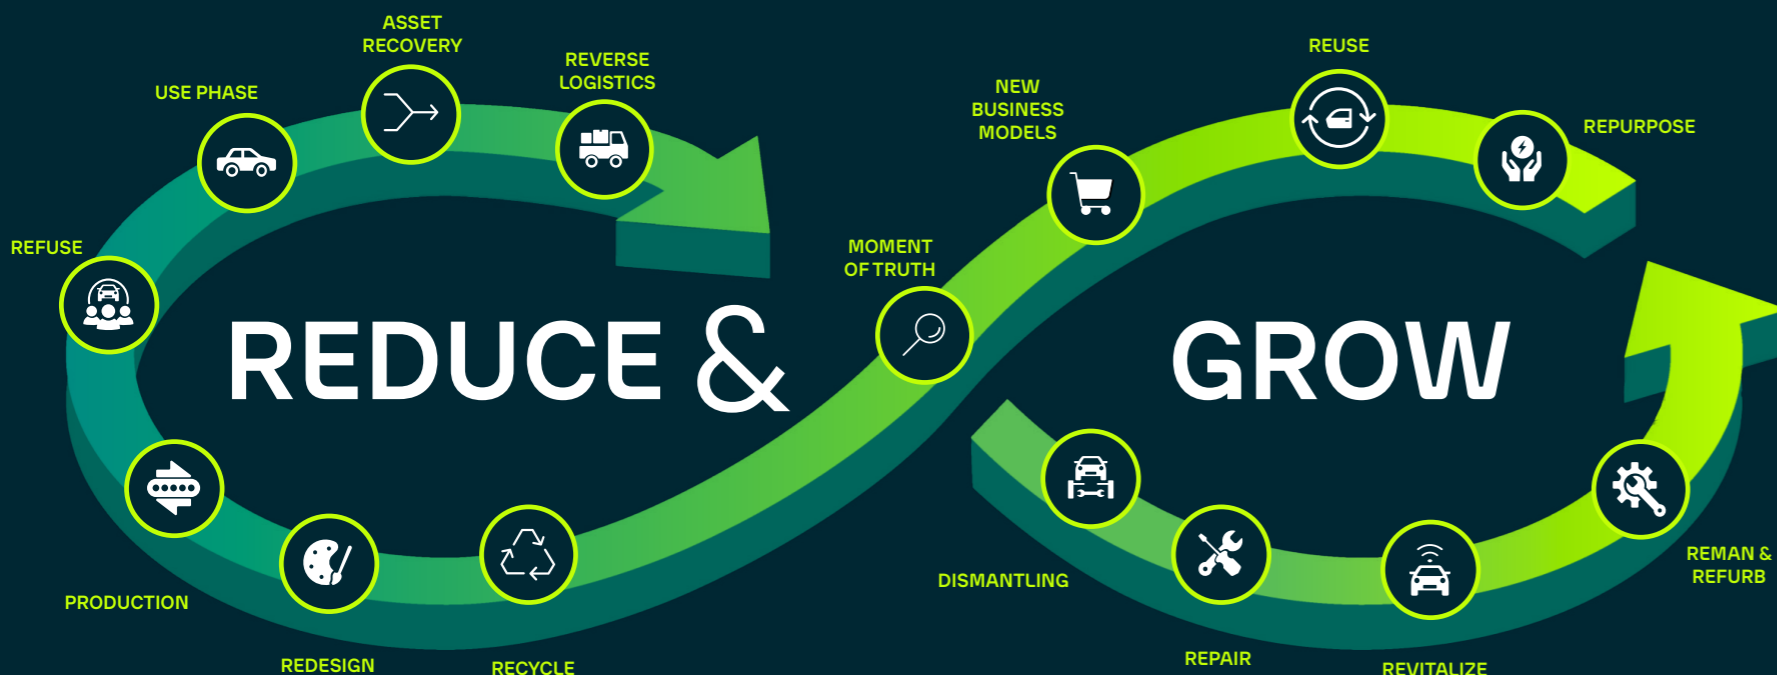 ASSET
RECOVERY
REVERSE
LOGISTICS
USE PHASE
REFUSE
PRODUCTION
REDESIGN
RECYCLE
REDUCE &
MOMENT
OF TRUTH
NEW
BUSINESS
MODELS
REUSE
REPURPOSE
GROW
DISMANTLING
REPAIR
REVITALIZE
REMAN &
REFURB